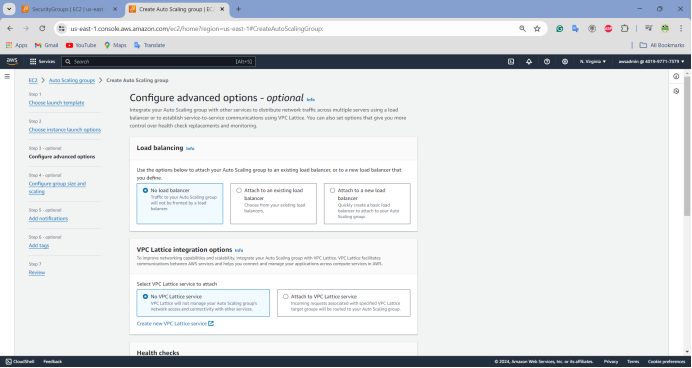 SecurityGroups | EC2 | us-east-
Create Auto Scaling group | EC
us-east-1.console.aws.amazon.com/ec2/home?region=us-east-1#CreateAutoScalingGroup:
Apps Gmail YouTube Maps Translate All Bookmarks
aws Services Search [Alt+S] N. Virginia awsadmin @ 4019-9771-7579
EC2 > Auto Scaling groups > Create Auto Scaling group
Step 1
Choose launch template
Step 2
Choose instance launch options
Step 3 - optional
Configure advanced options
Step 4 - optional
Configure group size and
scaling
Step 5 - optional
Add notifications
Step 6 - optional
Add tags
Step 7
Review
Configure advanced options - optional Info
Integrate your Auto Scaling group with other services to distribute network traffic across multiple servers using a load
balancer or to establish service-to-service communications using VPC Lattice. You can also set options that give you more
control over health check replacements and monitoring.
Load balancing Info
Use the options below to attach your Auto Scaling group to an existing load balancer, or to a new load balancer that
you define.
No load balancer
Traffic to your Auto Scaling group
will not be fronted by a load
balancer.
Attach to an existing load
balancer
Choose from your existing load
balancers.
Attach to a new load
balancer
Quickly create a basic load
balancer to attach to your Auto
Scaling group.
VPC Lattice integration options Info
To improve networking capabilities and scalability, integrate your Auto Scaling group with VPC Lattice. VPC Lattice facilitates
communications between AWS services and helps you connect and manage your applications across compute services in AWS.
Select VPC Lattice service to attach
No VPC Lattice service
VPC Lattice will not manage your Auto Scaling group's
network access and connectivity with other services.
Attach to VPC Lattice service
Incoming requests associated with specified VPC Lattice
target groups will be routed to your Auto Scaling group.
Create new VPC Lattice service
Health checks
CloudShell Feedback © 2024, Amazon Web Services, Inc. or its affiliates. Privacy Terms Cookie preferences